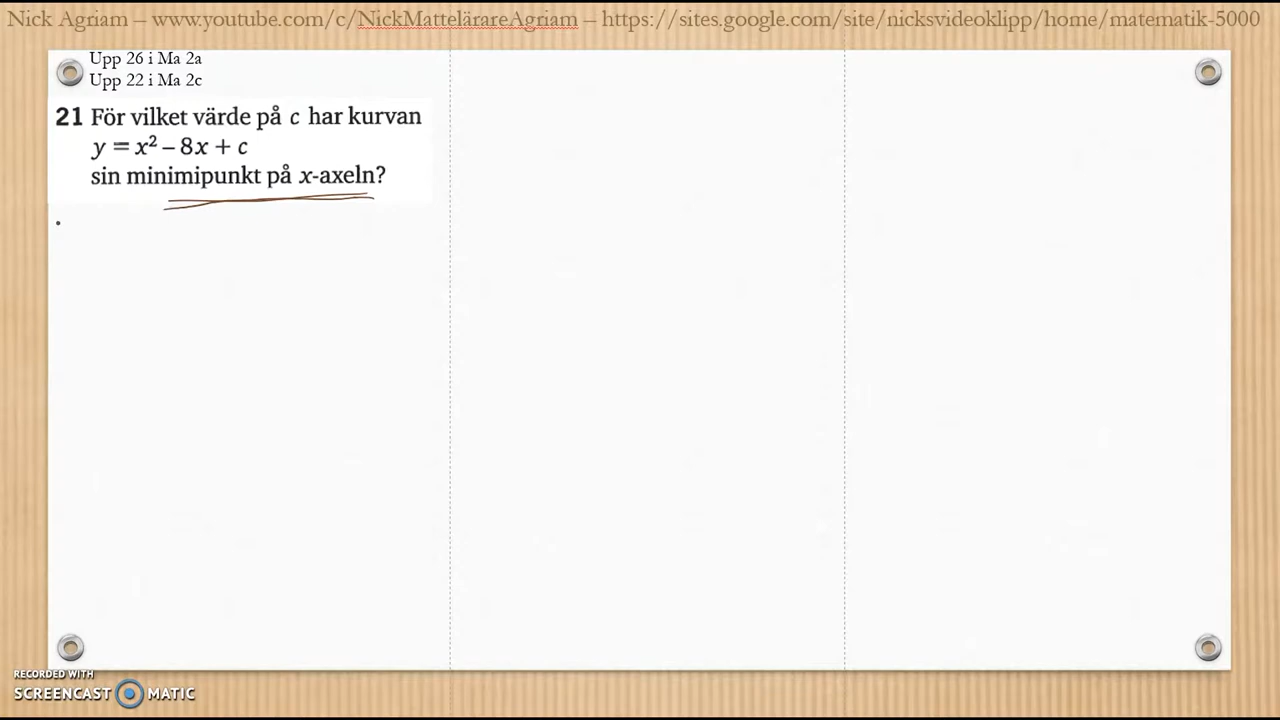 Nick Agriam – www.youtube.com/c/NickMattelärareAgriam – https://sites.google.com/site/nicksvideoklipp/home/matematik-5000
Upp 26 i Ma 2a
Upp 22 i Ma 2c
21 För vilket värde på c har kurvan
y = x² – 8x + c
sin minimipunkt på x-axeln?
RECORDED WITH
SCREENCAST MATIC